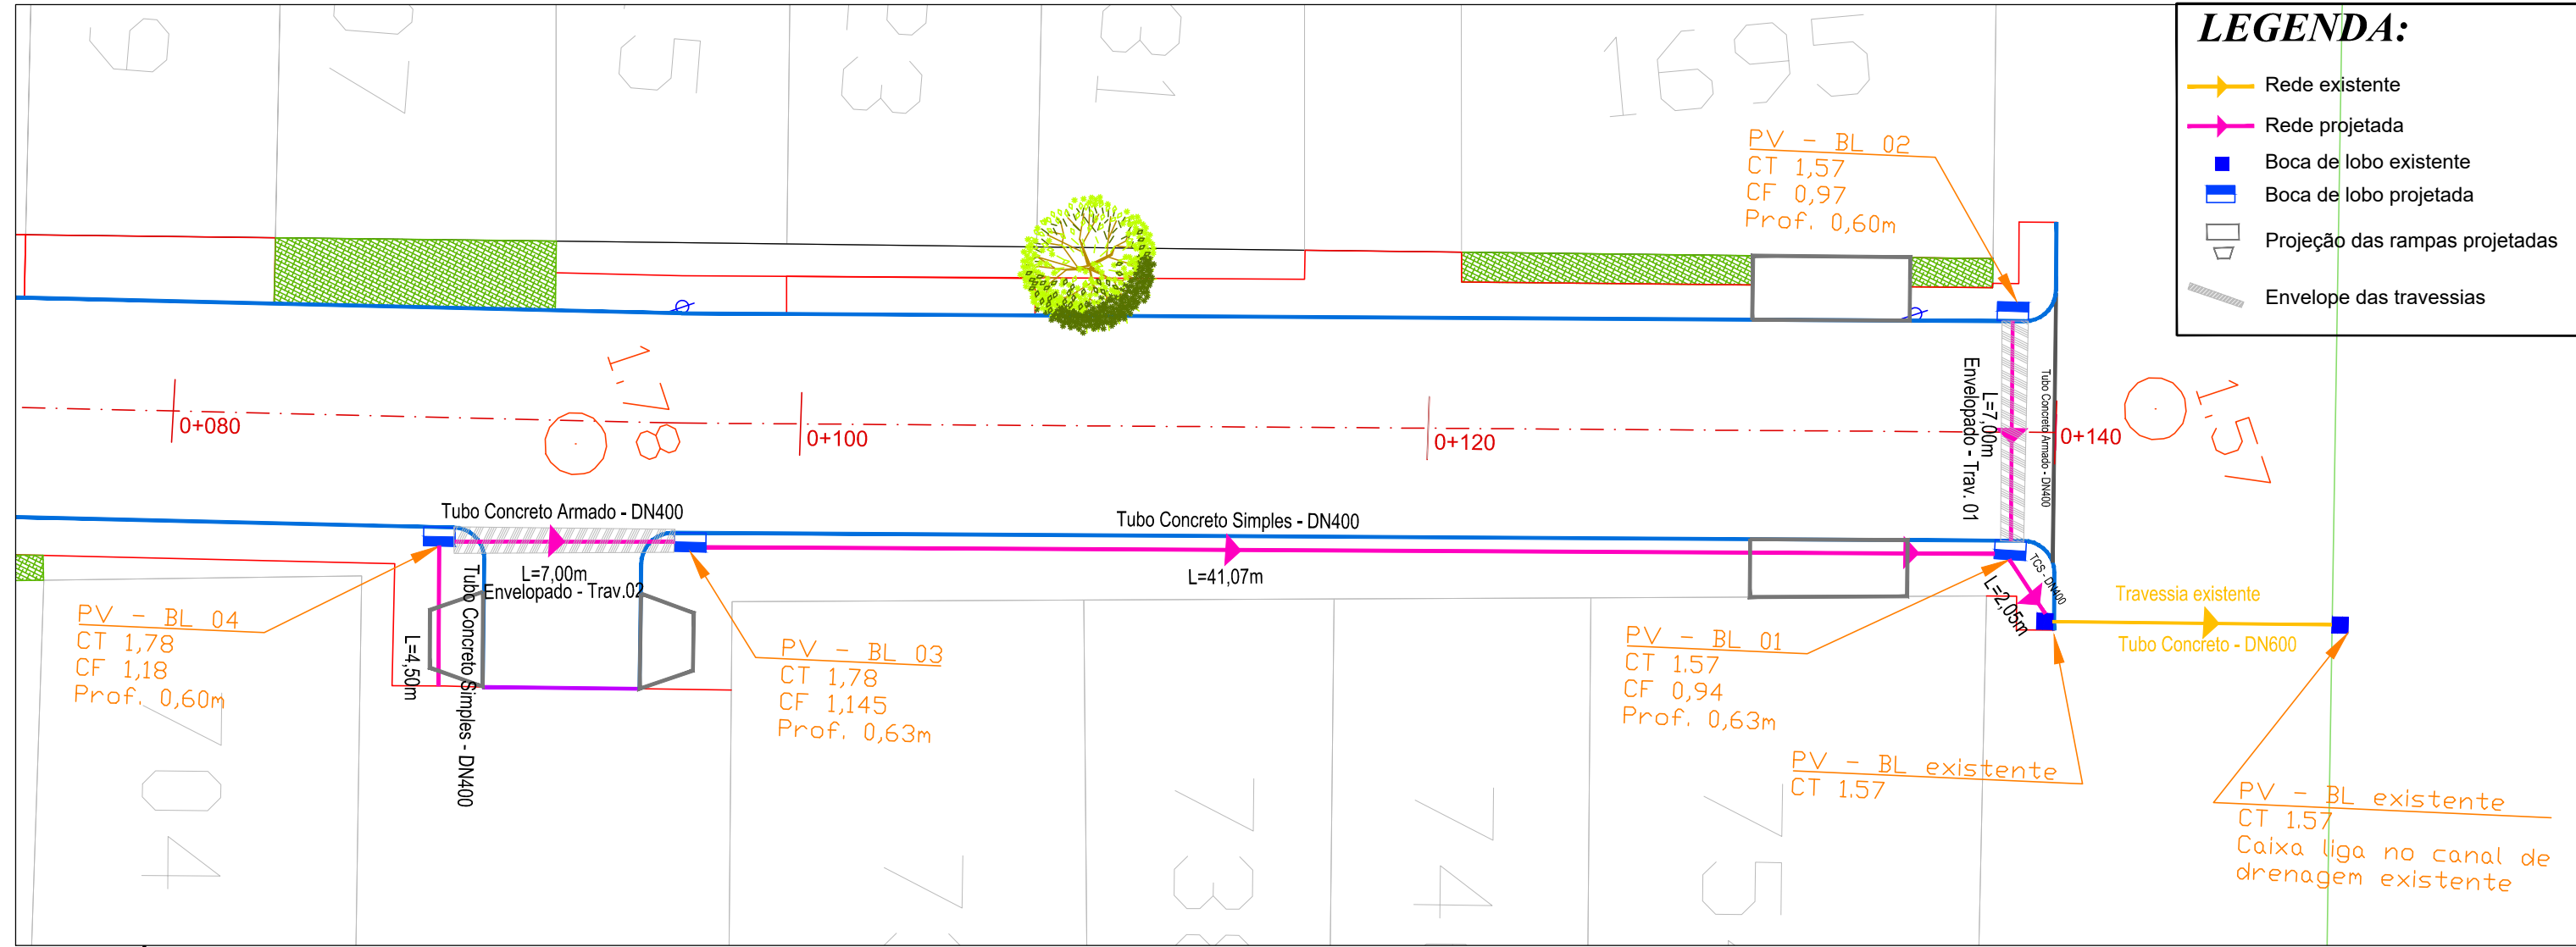 LEGENDA:
Rede existente
Rede projetada
Boca de lobo existente
Boca de lobo projetada
Projeção das rampas projetadas
Envelope das travessias
1695
PV - BL 02
CT 1,57
CF 0,97
Prof. 0,60m
1.78
0+080
0+100
0+120
0+140
1.57
L=7,00m
Envelopado - Trav. 01
Tubo Concreto Armado - DN400
Tubo Concreto Armado - DN400
L=7,00m
Envelopado - Trav.02
Tubo Concreto Simples - DN400
L=41,07m
TCS - DN400
L=2,05m
Travessia existente
Tubo Concreto - DN600
L=4,50m
Tubo Concreto Simples - DN400
PV - BL 04
CT 1,78
CF 1,18
Prof. 0,60m
PV - BL 03
CT 1,78
CF 1,145
Prof. 0,63m
PV - BL 01
CT 1.57
CF 0,94
Prof. 0,63m
PV - BL existente
CT 1.57
PV - BL existente
CT 1.57
Caixa liga no canal de
drenagem existente
704